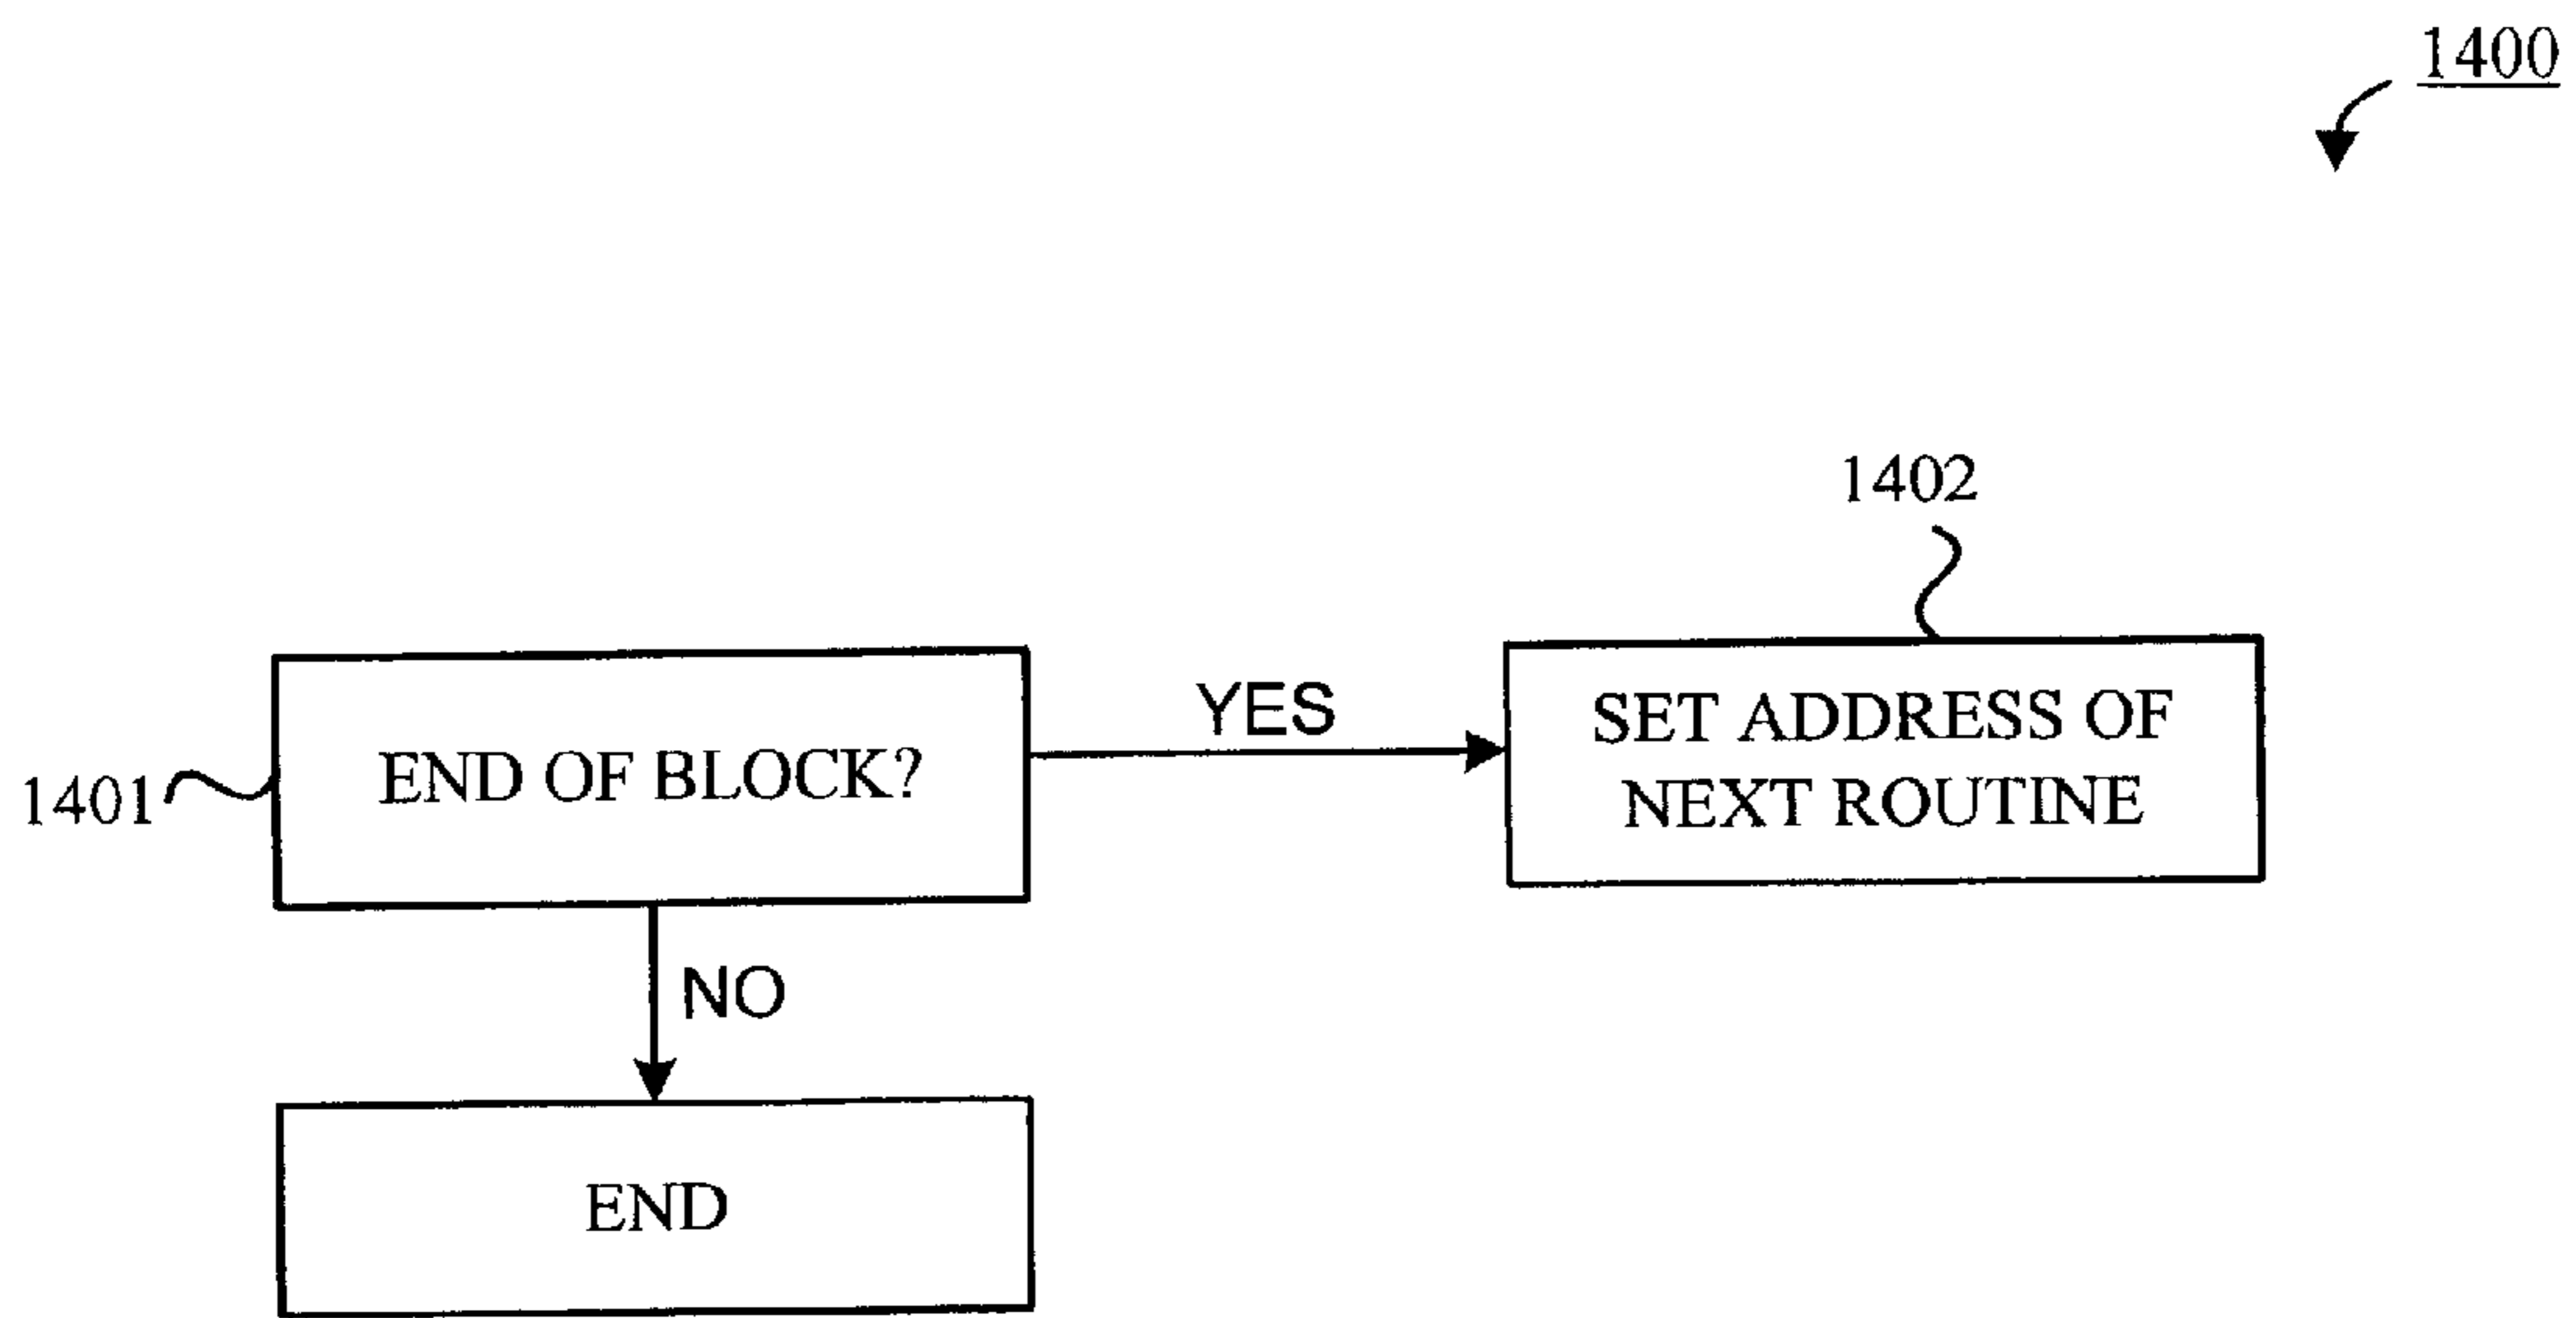 1400
1402
YES
SET ADDRESS OF
NEXT ROUTINE
1401
END OF BLOCK?
NO
END